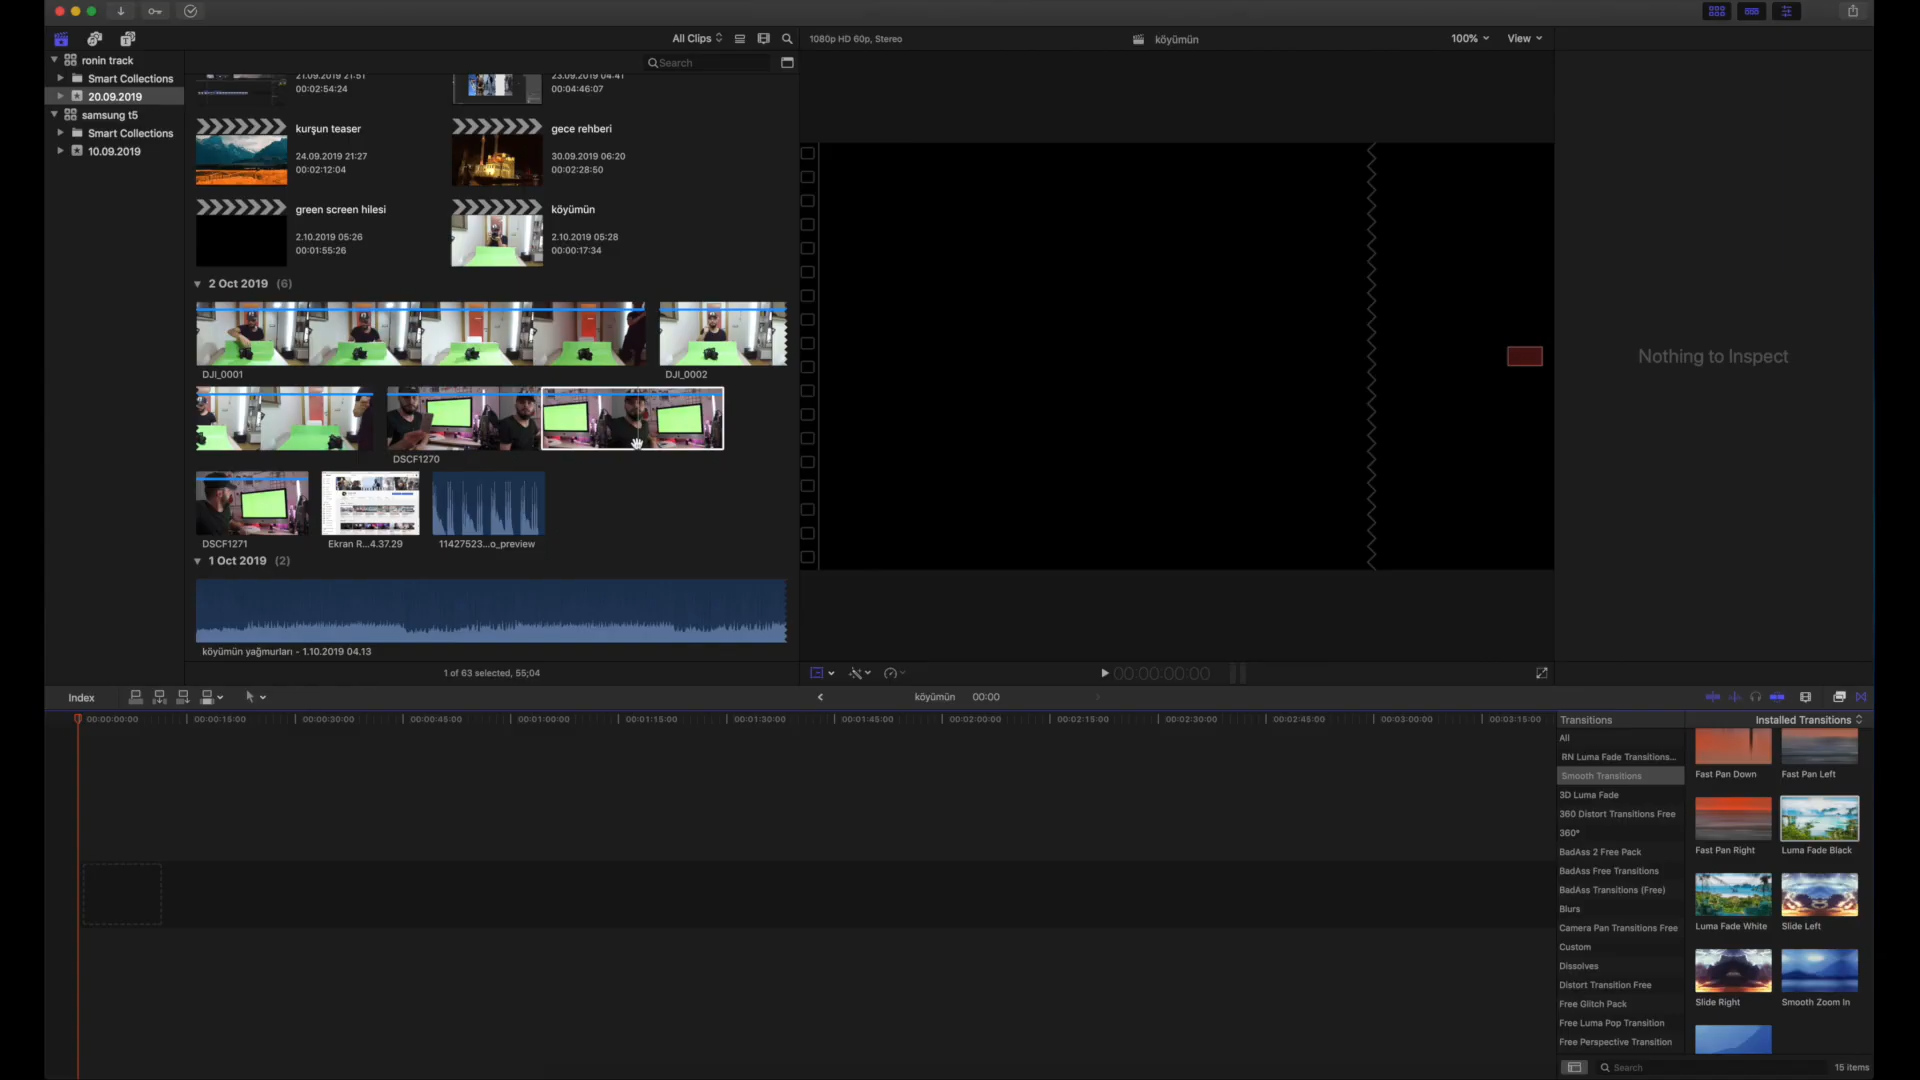 All Clips
1080p HD 60p, Stereo
köyümün
100%
View
ronin track
Smart Collections
20.09.2019
samsung t5
Smart Collections
10.09.2019
Search
21.09.2019 21:51
00:02:54:24
23.09.2019 04:41
00:04:46:07
kurşun teaser
24.09.2019 21:27
00:02:12:04
gece rehberi
30.09.2019 06:20
00:02:28:50
green screen hilesi
2.10.2019 05:26
00:01:55:26
köyümün
2.10.2019 05:28
00:00:17:34
2 Oct 2019 (6)
DJI_0001
DJI_0002
DSCF1270
DSCF1271
Ekran R...4.37.29
11427523...o_preview
1 Oct 2019 (2)
köyümün yağmurları - 1.10.2019 04.13
1 of 63 selected, 55;04
Nothing to Inspect
00:00:00:00
Index
köyümün 00:00
00:00:00:00
00:00:15:00
00:00:30:00
00:00:45:00
00:01:00:00
00:01:15:00
00:01:30:00
00:01:45:00
00:02:00:00
00:02:15:00
00:02:30:00
00:02:45:00
00:03:00:00
00:03:15:00
Transitions
Installed Transitions
All
RN Luma Fade Transitions...
Smooth Transitions
3D Luma Fade
360 Distort Transitions Free
360°
BadAss 2 Free Pack
BadAss Free Transitions
BadAss Transitions (Free)
Blurs
Camera Pan Transitions Free
Custom
Dissolves
Distort Transition Free
Free Glitch Pack
Free Luma Pop Transition
Free Perspective Transition
Fast Pan Down
Fast Pan Left
Fast Pan Right
Luma Fade Black
Luma Fade White
Slide Left
Slide Right
Smooth Zoom In
Search
15 items